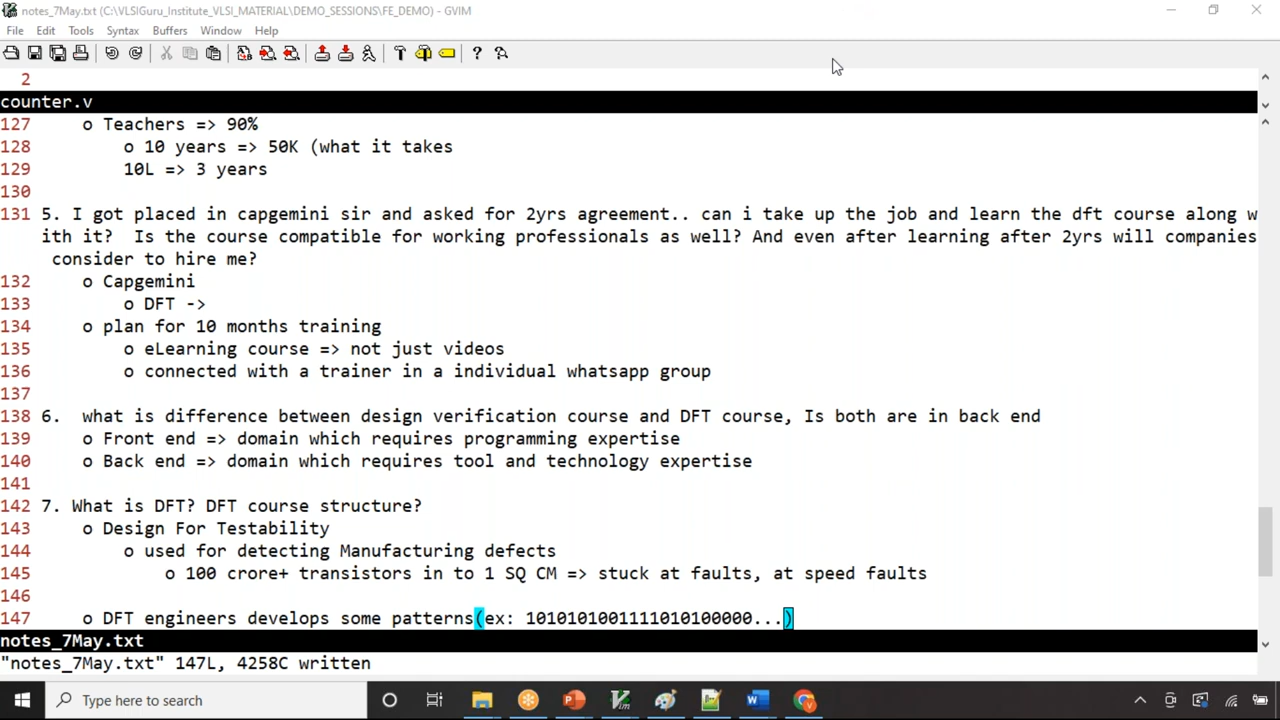 notes_7May.txt (C:\VLSIGuru_Institute_VLSI_MATERIAL\DEMO_SESSIONS\FE_DEMO) - GVIM
File Edit Tools Syntax Buffers Window Help
2
counter.v
127 o Teachers => 90%
128 o 10 years => 50K (what it takes
129 10L => 3 years
130
131 5. I got placed in capgemini sir and asked for 2yrs agreement.. can i take up the job and learn the dft course along w
ith it?  Is the course compatible for working professionals as well? And even after learning after 2yrs will companies
consider to hire me?
132 o Capgemini
133 o DFT ->
134 o plan for 10 months training
135 o eLearning course => not just videos
136 o connected with a trainer in a individual whatsapp group
137
138 6.  what is difference between design verification course and DFT course, Is both are in back end
139 o Front end => domain which requires programming expertise
140 o Back end => domain which requires tool and technology expertise
141
142 7. What is DFT? DFT course structure?
143 o Design For Testability
144 o used for detecting Manufacturing defects
145 o 100 crore+ transistors in to 1 SQ CM => stuck at faults, at speed faults
146
147 o DFT engineers develops some patterns(ex: 1010101001111010100000...)
notes_7May.txt
"notes_7May.txt" 147L, 4258C written
Type here to search